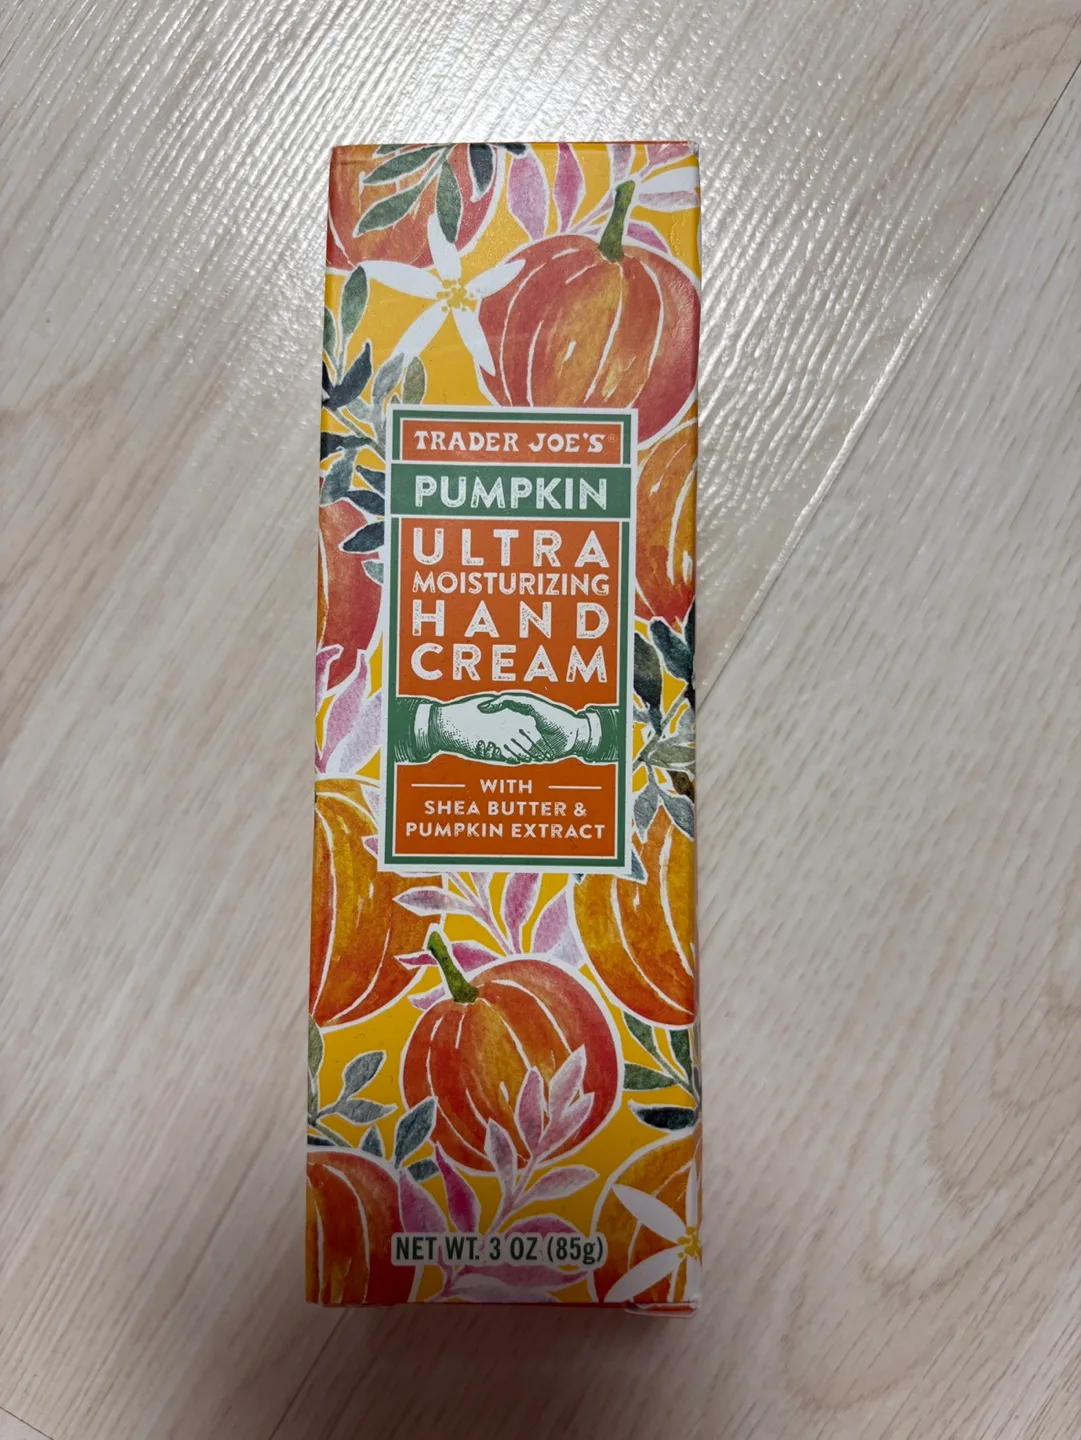 TRADER JOE'S®
PUMPKIN
ULTRA
MOISTURIZING
HAND
CREAM
WITH
SHEA BUTTER &
PUMPKIN EXTRACT
NET WT. 3 OZ (85g)